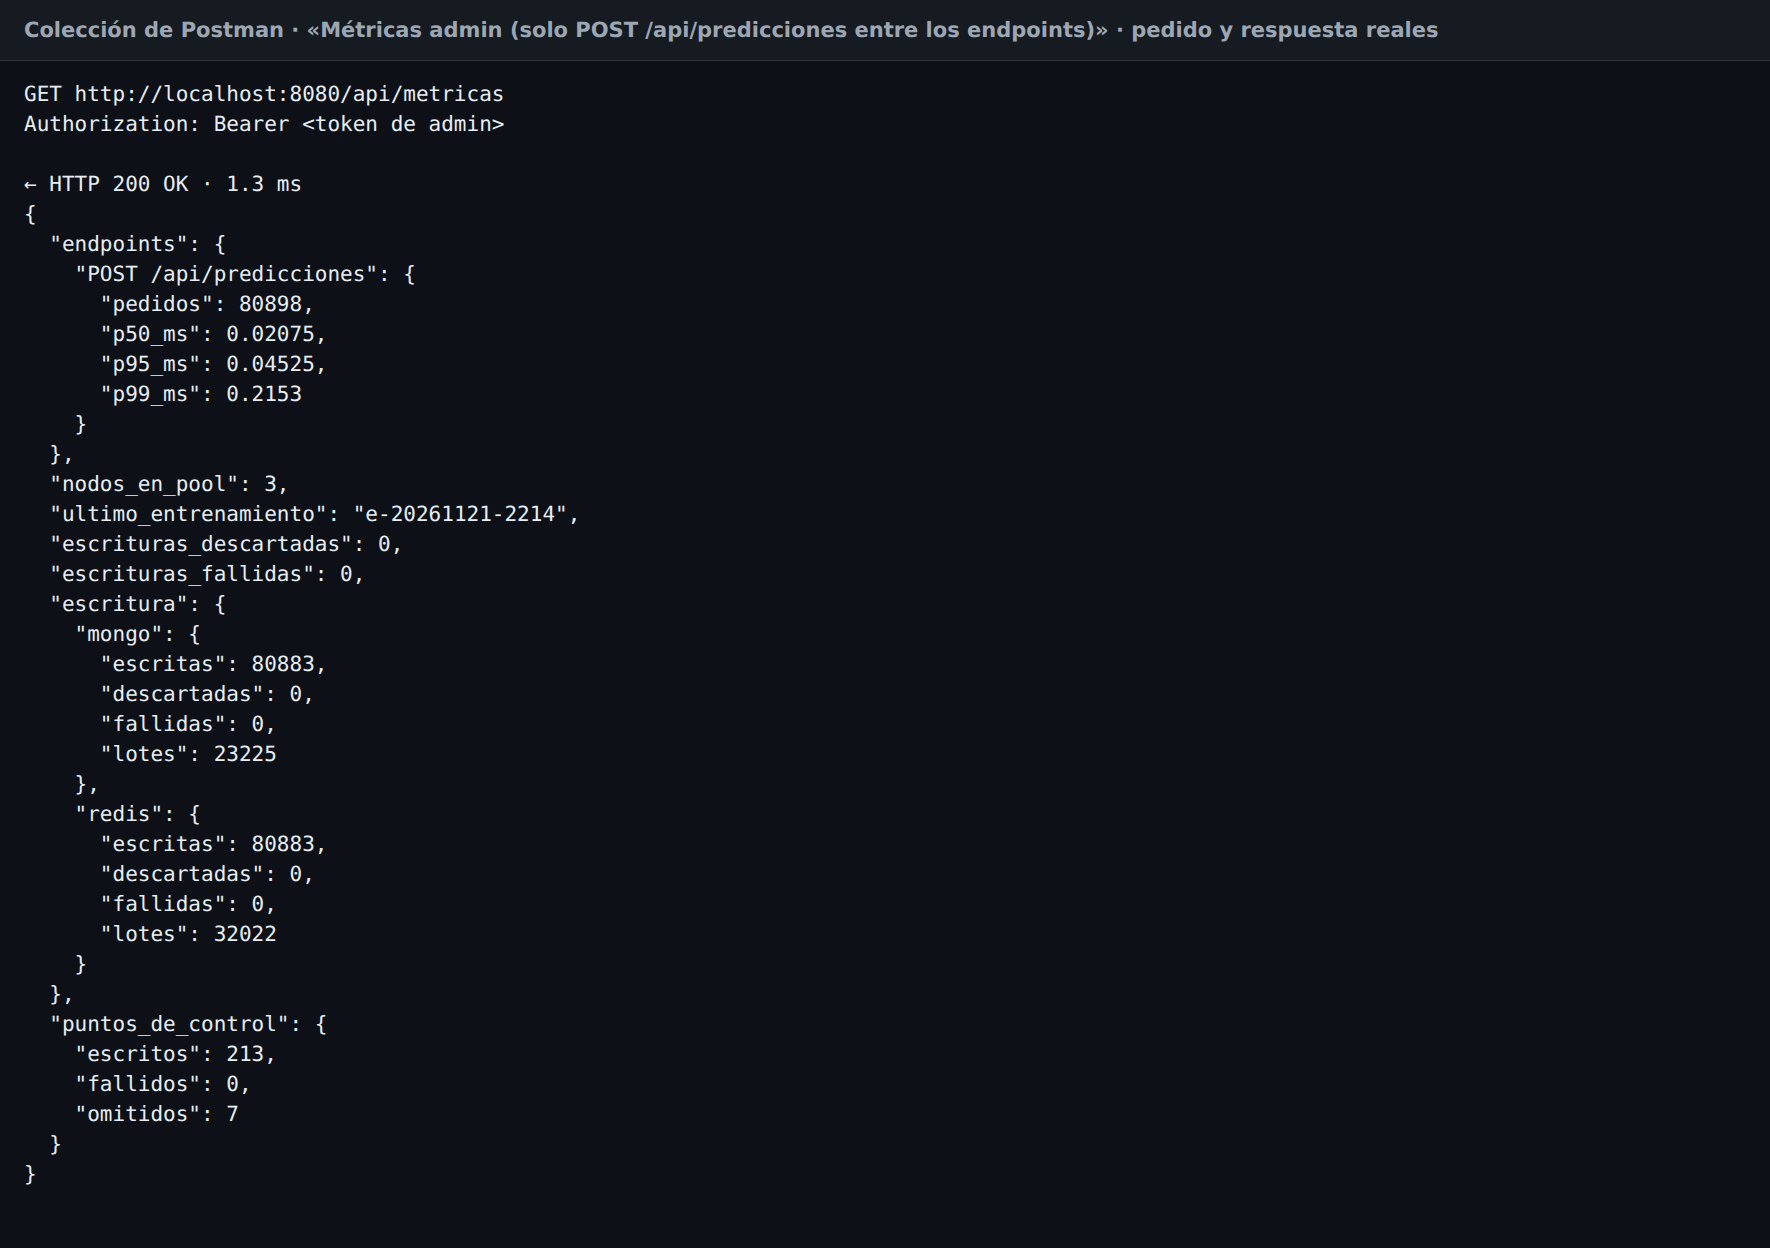 Colección de Postman · «Métricas admin (solo POST /api/predicciones entre los endpoints)» · pedido y respuesta reales
GET http://localhost:8080/api/metricas
Authorization: Bearer <token de admin>

← HTTP 200 OK · 1.3 ms
{
  "endpoints": {
    "POST /api/predicciones": {
      "pedidos": 80898,
      "p50_ms": 0.02075,
      "p95_ms": 0.04525,
      "p99_ms": 0.2153
    }
  },
  "nodos_en_pool": 3,
  "ultimo_entrenamiento": "e-20261121-2214",
  "escrituras_descartadas": 0,
  "escrituras_fallidas": 0,
  "escritura": {
    "mongo": {
      "escritas": 80883,
      "descartadas": 0,
      "fallidas": 0,
      "lotes": 23225
    },
    "redis": {
      "escritas": 80883,
      "descartadas": 0,
      "fallidas": 0,
      "lotes": 32022
    }
  },
  "puntos_de_control": {
    "escritos": 213,
    "fallidos": 0,
    "omitidos": 7
  }
}